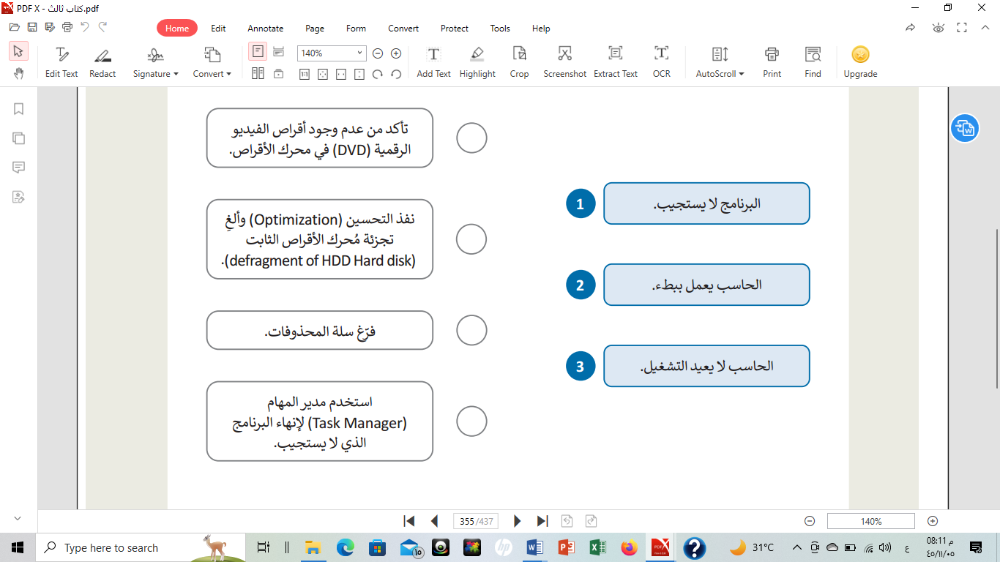 PDF X - كتاب ثالث.pdf
Home Edit Annotate Page Form Convert Protect Tools Help
140%
Edit Text Redact Signature Convert Add Text Highlight Crop Screenshot Extract Text OCR AutoScroll Print Find Upgrade
تأكد من عدم وجود أقراص الفيديو
الرقمية (DVD) في محرك الأقراص.
البرنامج لا يستجيب.
1
نفذ التحسين (Optimization) وألغِ
تجزئة مُحرك الأقراص الثابت
(defragment of HDD Hard disk).
الحاسب يعمل ببطء.
2
فرّغ سلة المحذوفات.
الحاسب لا يعيد التشغيل.
3
استخدم مدير المهام
(Task Manager) لإنهاء البرنامج
الذي لا يستجيب.
355/437
140%
Type here to search
31°C
ع
08:11 م
٤٥/١١/٠٥